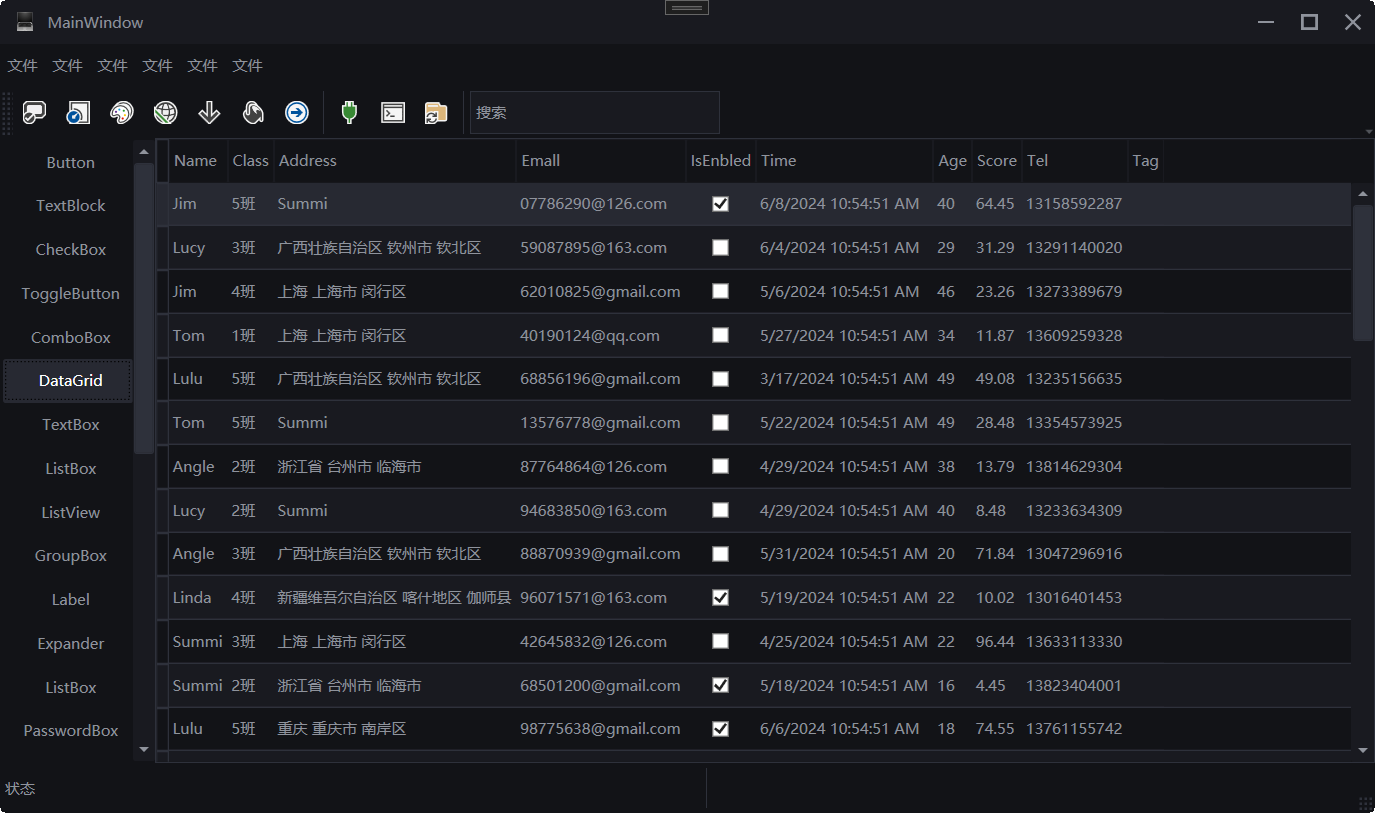 MainWindow
文件 文件 文件 文件 文件 文件
搜索
Button
TextBlock
CheckBox
ToggleButton
ComboBox
DataGrid
TextBox
ListBox
ListView
GroupBox
Label
Expander
ListBox
PasswordBox
Name Class Address Emall IsEnbled Time Age Score Tel Tag
Jim 5班 Summi 07786290@126.com 6/8/2024 10:54:51 AM 40 64.45 13158592287
Lucy 3班 广西壮族自治区 钦州市 钦北区 59087895@163.com 6/4/2024 10:54:51 AM 29 31.29 13291140020
Jim 4班 上海 上海市 闵行区 62010825@gmail.com 5/6/2024 10:54:51 AM 46 23.26 13273389679
Tom 1班 上海 上海市 闵行区 40190124@qq.com 5/27/2024 10:54:51 AM 34 11.87 13609259328
Lulu 5班 广西壮族自治区 钦州市 钦北区 68856196@gmail.com 3/17/2024 10:54:51 AM 49 49.08 13235156635
Tom 5班 Summi 13576778@gmail.com 5/22/2024 10:54:51 AM 49 28.48 13354573925
Angle 2班 浙江省 台州市 临海市 87764864@126.com 4/29/2024 10:54:51 AM 38 13.79 13814629304
Lucy 2班 Summi 94683850@163.com 4/29/2024 10:54:51 AM 40 8.48 13233634309
Angle 3班 广西壮族自治区 钦州市 钦北区 88870939@gmail.com 5/31/2024 10:54:51 AM 20 71.84 13047296916
Linda 4班 新疆维吾尔自治区 喀什地区 伽师县 96071571@163.com 5/19/2024 10:54:51 AM 22 10.02 13016401453
Summi 3班 上海 上海市 闵行区 42645832@126.com 4/25/2024 10:54:51 AM 22 96.44 13633113330
Summi 2班 浙江省 台州市 临海市 68501200@gmail.com 5/18/2024 10:54:51 AM 16 4.45 13823404001
Lulu 5班 重庆 重庆市 南岸区 98775638@gmail.com 6/6/2024 10:54:51 AM 18 74.55 13761155742
状态